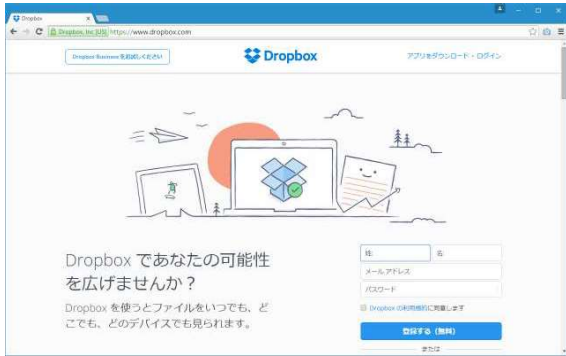 Dropbox
Dropbox, Inc [US] https://www.dropbox.com
Dropbox Business をお試しください
Dropbox
アプリをダウンロード・ログイン
Dropbox であなたの可能性
を広げませんか？
Dropbox を使うとファイルをいつでも、ど
こでも、どのデバイスでも見られます。
姓 名
メール アドレス
パスワード
Dropbox の利用規約に同意します
登録する（無料）
または